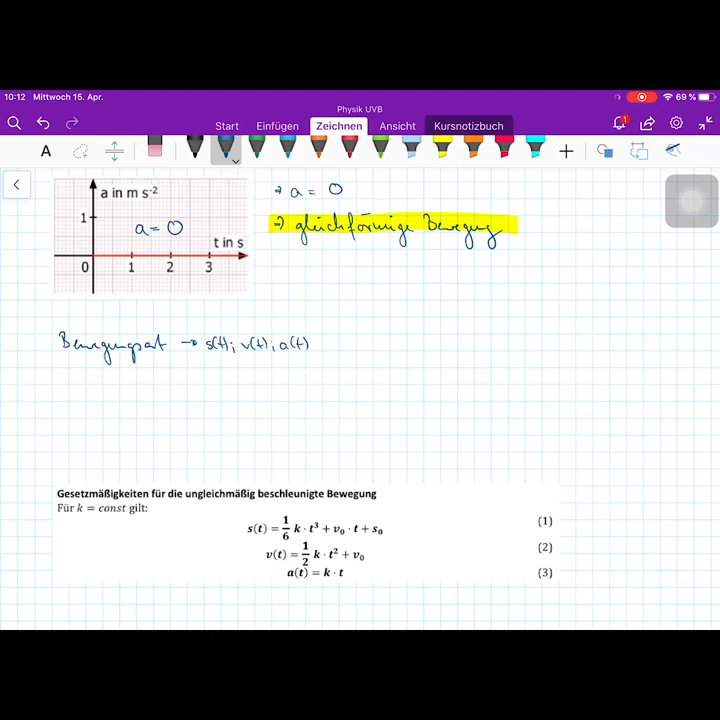 10:12 Mittwoch 15. Apr.
69 %
Physik UVB
Start Einfügen Zeichnen Ansicht Kursnotizbuch
1
A
a in m s⁻²
1
a = 0
t in s
0 1 2 3
⇒ a = 0
⇒ gleichförmige Bewegung
Bewegungsart → s(t); v(t); a(t)
Gesetzmäßigkeiten für die ungleichmäßig beschleunigte Bewegung
Für k = const gilt:
s(t) = 1/6 k · t³ + v₀ · t + s₀ (1)
v(t) = 1/2 k · t² + v₀ (2)
a(t) = k · t (3)